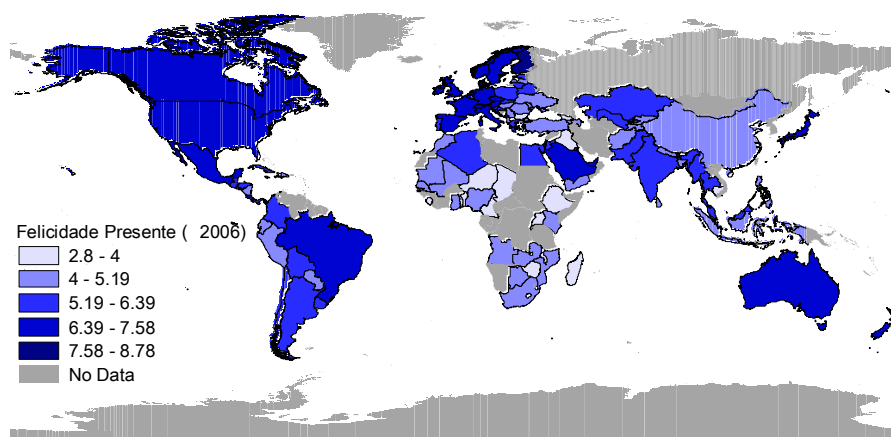 Felicidade Presente ( 2006)
2.8 - 4
4 - 5.19
5.19 - 6.39
6.39 - 7.58
7.58 - 8.78
No Data